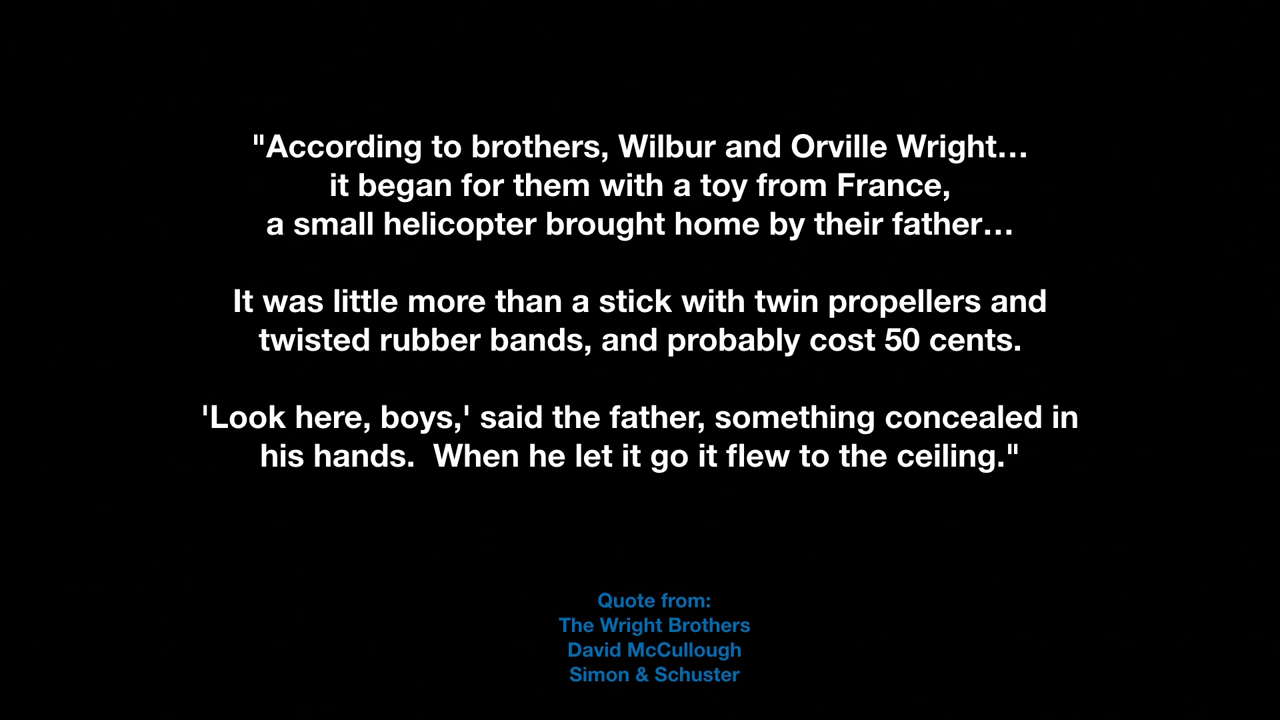 "According to brothers, Wilbur and Orville Wright…
it began for them with a toy from France,
a small helicopter brought home by their father…
It was little more than a stick with twin propellers and
twisted rubber bands, and probably cost 50 cents.
'Look here, boys,' said the father, something concealed in
his hands.  When he let it go it flew to the ceiling."
Quote from:
The Wright Brothers
David McCullough
Simon & Schuster